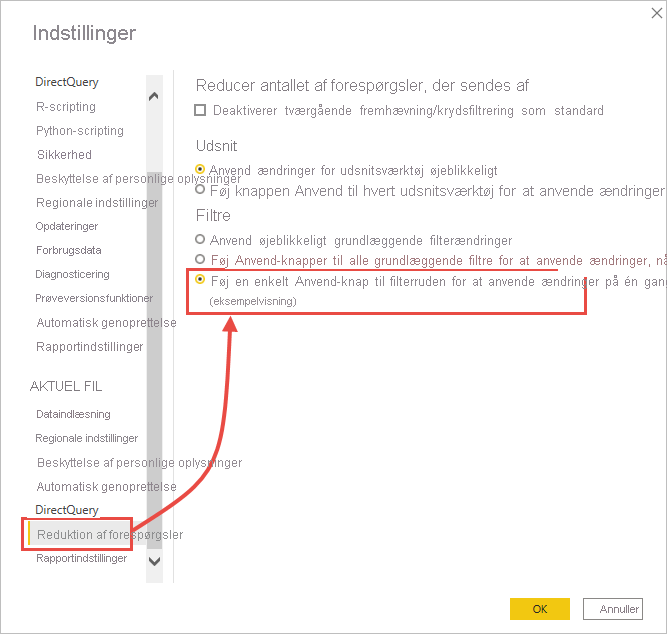 Indstillinger
DirectQuery
R-scripting
Python-scripting
Sikkerhed
Beskyttelse af personlige oplysninger
Regionale indstillinger
Opdateringer
Forbrugsdata
Diagnosticering
Prøveversionsfunktioner
Automatisk genoprettelse
Rapportindstillinger
AKTUEL FIL
Dataindlæsning
Regionale indstillinger
Beskyttelse af personlige oplysninger
Automatisk genoprettelse
DirectQuery
Reduktion af forespørgsler
Rapportindstillinger
Reducer antallet af forespørgsler, der sendes af
Deaktiverer tværgående fremhævning/krydsfiltrering som standard
Udsnit
Anvend ændringer for udsnitsværktøj øjeblikkeligt
Føj knappen Anvend til hvert udsnitsværktøj for at anvende ændringer
Filtre
Anvend øjeblikkeligt grundlæggende filterændringer
Føj Anvend-knapper til alle grundlæggende filtre for at anvende ændringer, nå
Føj en enkelt Anvend-knap til filterruden for at anvende ændringer på én gang
(eksempelvisning)
OK
Annuller